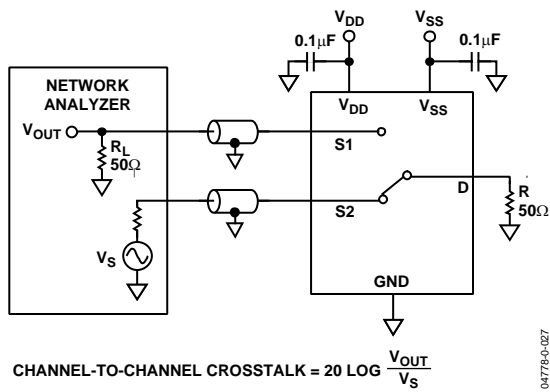 V_DD
V_SS
0.1µF
0.1µF
NETWORK
ANALYZER
V_DD
V_SS
V_OUT
R_L
50Ω
S1
D
R
50Ω
S2
V_S
GND
CHANNEL-TO-CHANNEL CROSSTALK = 20 LOG V_OUT / V_S
04778-0-027